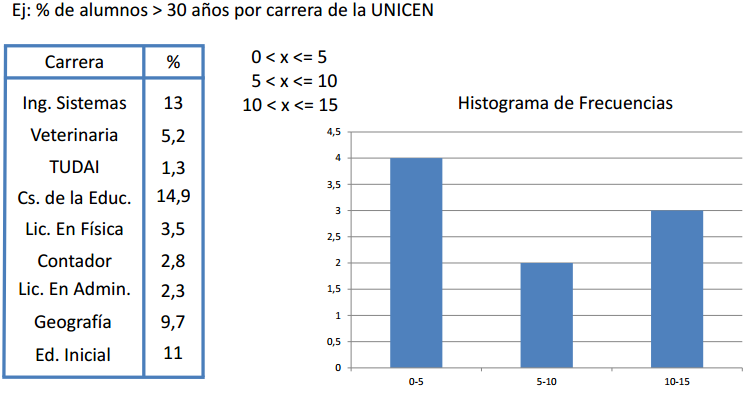 Ej: % de alumnos > 30 años por carrera de la UNICEN
Carrera %
Ing. Sistemas 13
Veterinaria 5,2
TUDAI 1,3
Cs. de la Educ. 14,9
Lic. En Física 3,5
Contador 2,8
Lic. En Admin. 2,3
Geografía 9,7
Ed. Inicial 11
0 < x <= 5
5 < x <= 10
10 < x <= 15
Histograma de Frecuencias
4,5
4
3,5
3
2,5
2
1,5
1
0,5
0
0-5 5-10 10-15